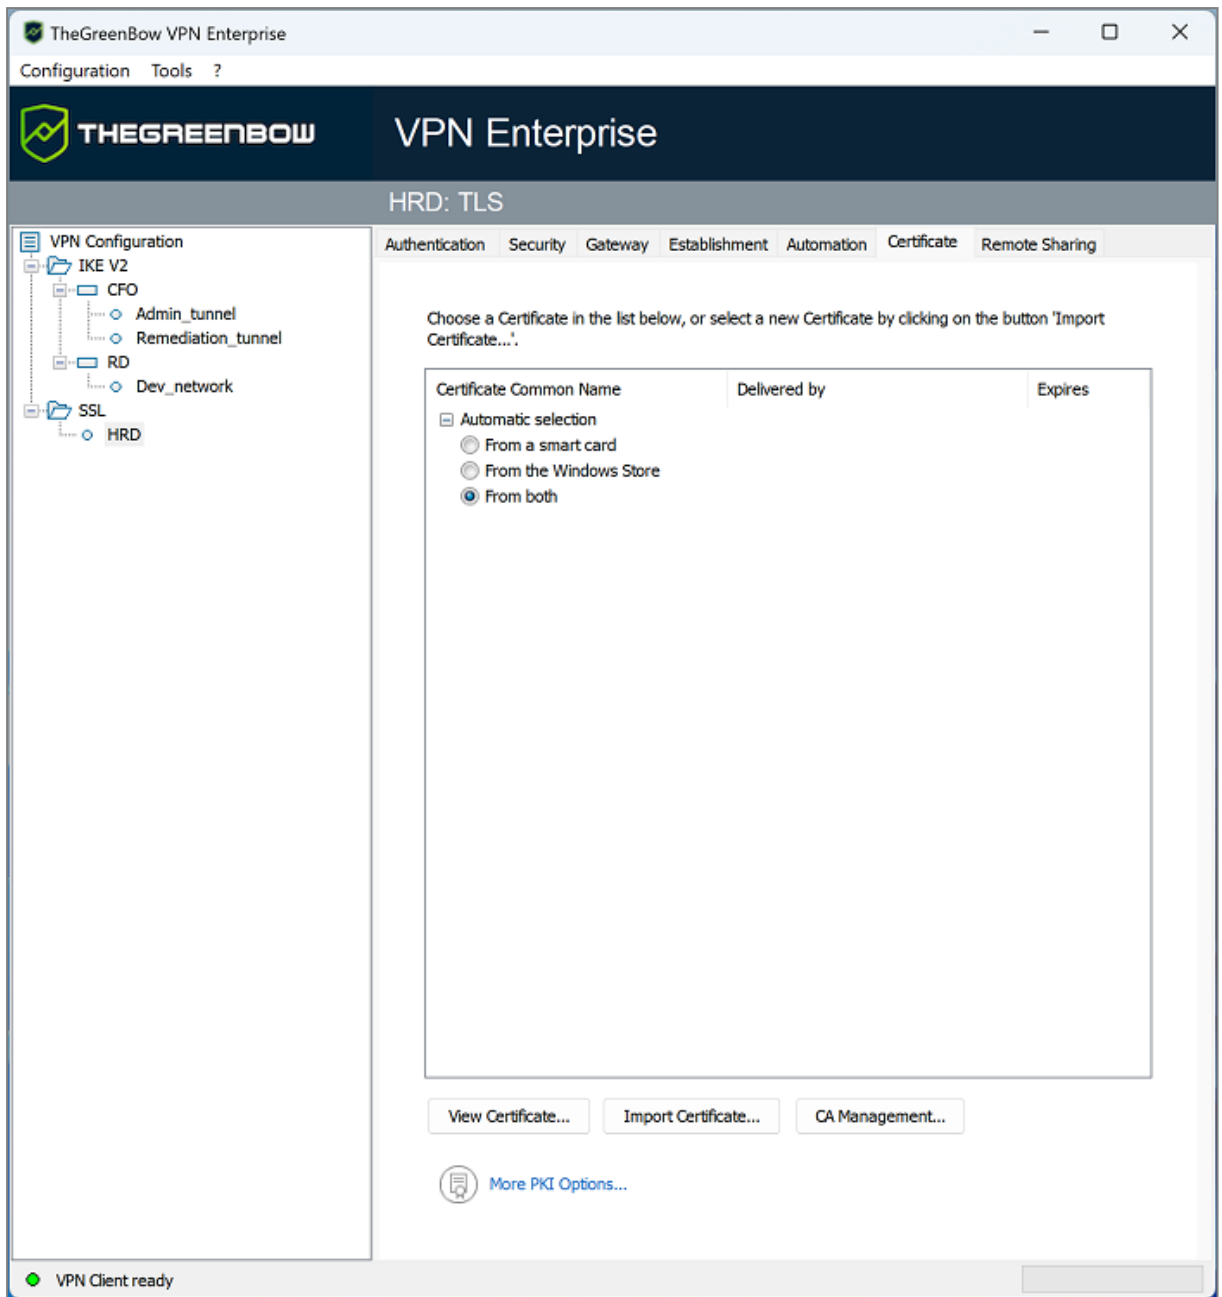 TheGreenBow VPN Enterprise
Configuration Tools ?
THEGREENBOW
VPN Enterprise
HRD: TLS
VPN Configuration
IKE V2
CFO
Admin_tunnel
Remediation_tunnel
RD
Dev_network
SSL
HRD
Authentication Security Gateway Establishment Automation Certificate Remote Sharing
Choose a Certificate in the list below, or select a new Certificate by clicking on the button 'Import
Certificate...'.
Certificate Common Name Delivered by Expires
Automatic selection
From a smart card
From the Windows Store
From both
View Certificate... Import Certificate... CA Management...
More PKI Options...
VPN Client ready